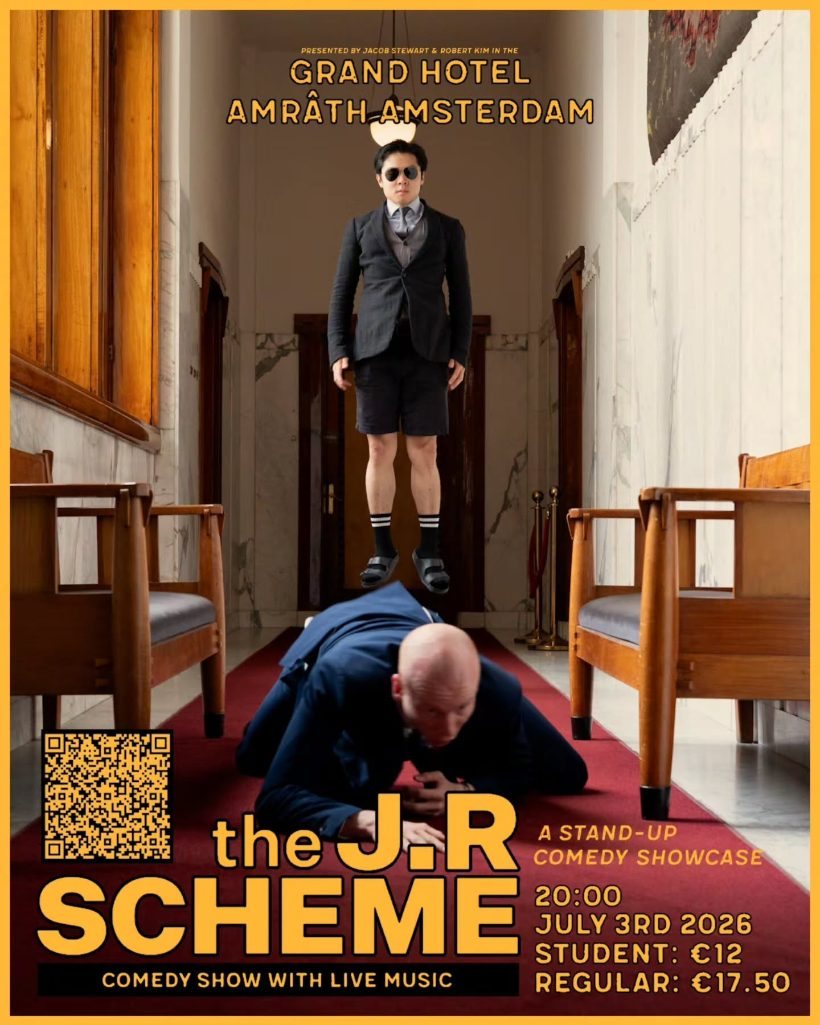 PRESENTED BY JACOB STEWART & ROBERT KIM IN THE
GRAND HOTEL
AMRÂTH AMSTERDAM
the J.R
SCHEME
COMEDY SHOW WITH LIVE MUSIC
A STAND-UP
COMEDY SHOWCASE
20:00
JULY 3RD 2026
STUDENT: €12
REGULAR: €17.50